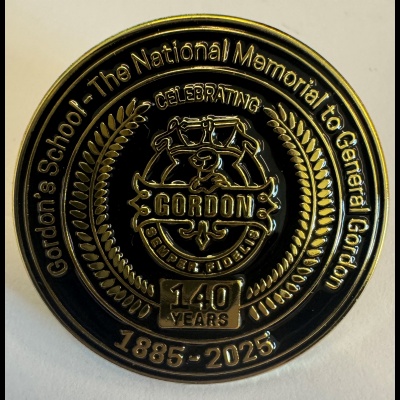 Gordon's School - The National Memorial to General Gordon
CELEBRATING
GORDON
SEMPER FIDELIS
140
YEARS
1885 - 2025